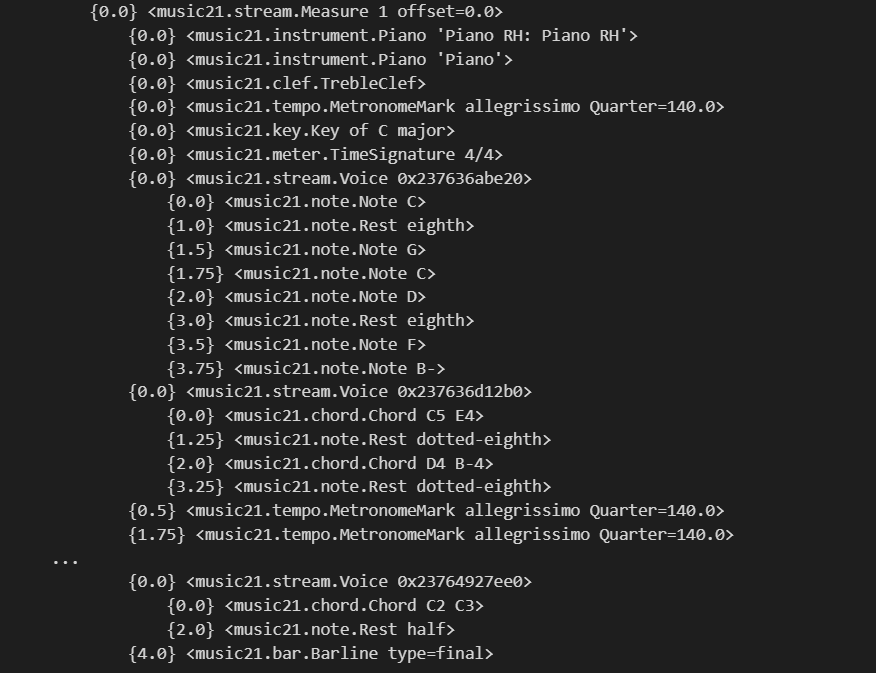 {0.0} <music21.stream.Measure 1 offset=0.0>
{0.0} <music21.instrument.Piano 'Piano RH: Piano RH'>
{0.0} <music21.instrument.Piano 'Piano'>
{0.0} <music21.clef.TrebleClef>
{0.0} <music21.tempo.MetronomeMark allegrissimo Quarter=140.0>
{0.0} <music21.key.Key of C major>
{0.0} <music21.meter.TimeSignature 4/4>
{0.0} <music21.stream.Voice 0x237636abe20>
{0.0} <music21.note.Note C>
{1.0} <music21.note.Rest eighth>
{1.5} <music21.note.Note G>
{1.75} <music21.note.Note C>
{2.0} <music21.note.Note D>
{3.0} <music21.note.Rest eighth>
{3.5} <music21.note.Note F>
{3.75} <music21.note.Note B->
{0.0} <music21.stream.Voice 0x237636d12b0>
{0.0} <music21.chord.Chord C5 E4>
{1.25} <music21.note.Rest dotted-eighth>
{2.0} <music21.chord.Chord D4 B-4>
{3.25} <music21.note.Rest dotted-eighth>
{0.5} <music21.tempo.MetronomeMark allegrissimo Quarter=140.0>
{1.75} <music21.tempo.MetronomeMark allegrissimo Quarter=140.0>
...
{0.0} <music21.stream.Voice 0x23764927ee0>
{0.0} <music21.chord.Chord C2 C3>
{2.0} <music21.note.Rest half>
{4.0} <music21.bar.Barline type=final>